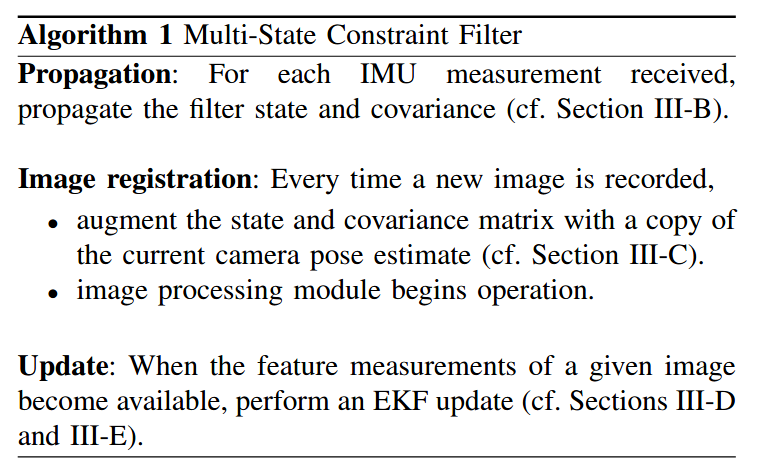 Algorithm 1 Multi-State Constraint Filter
Propagation: For each IMU measurement received,
propagate the filter state and covariance (cf. Section III-B).
Image registration: Every time a new image is recorded,
• augment the state and covariance matrix with a copy of
the current camera pose estimate (cf. Section III-C).
• image processing module begins operation.
Update: When the feature measurements of a given image
become available, perform an EKF update (cf. Sections III-D
and III-E).